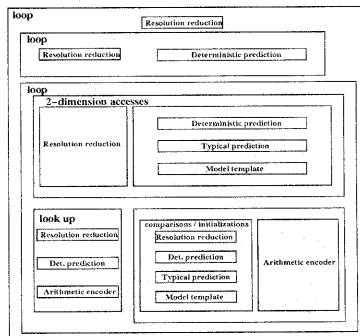 loop
Resolution reduction
loop
Resolution reduction
Deterministic prediction
loop
2-dimension accesses
Resolution reduction
Deterministic prediction
Typical prediction
Model template
look up
Resolution reduction
Det. prediction
Arithmetic encoder
comparisons / initializations
Resolution reduction
Det. prediction
Typical prediction
Model template
Arithmetic encoder